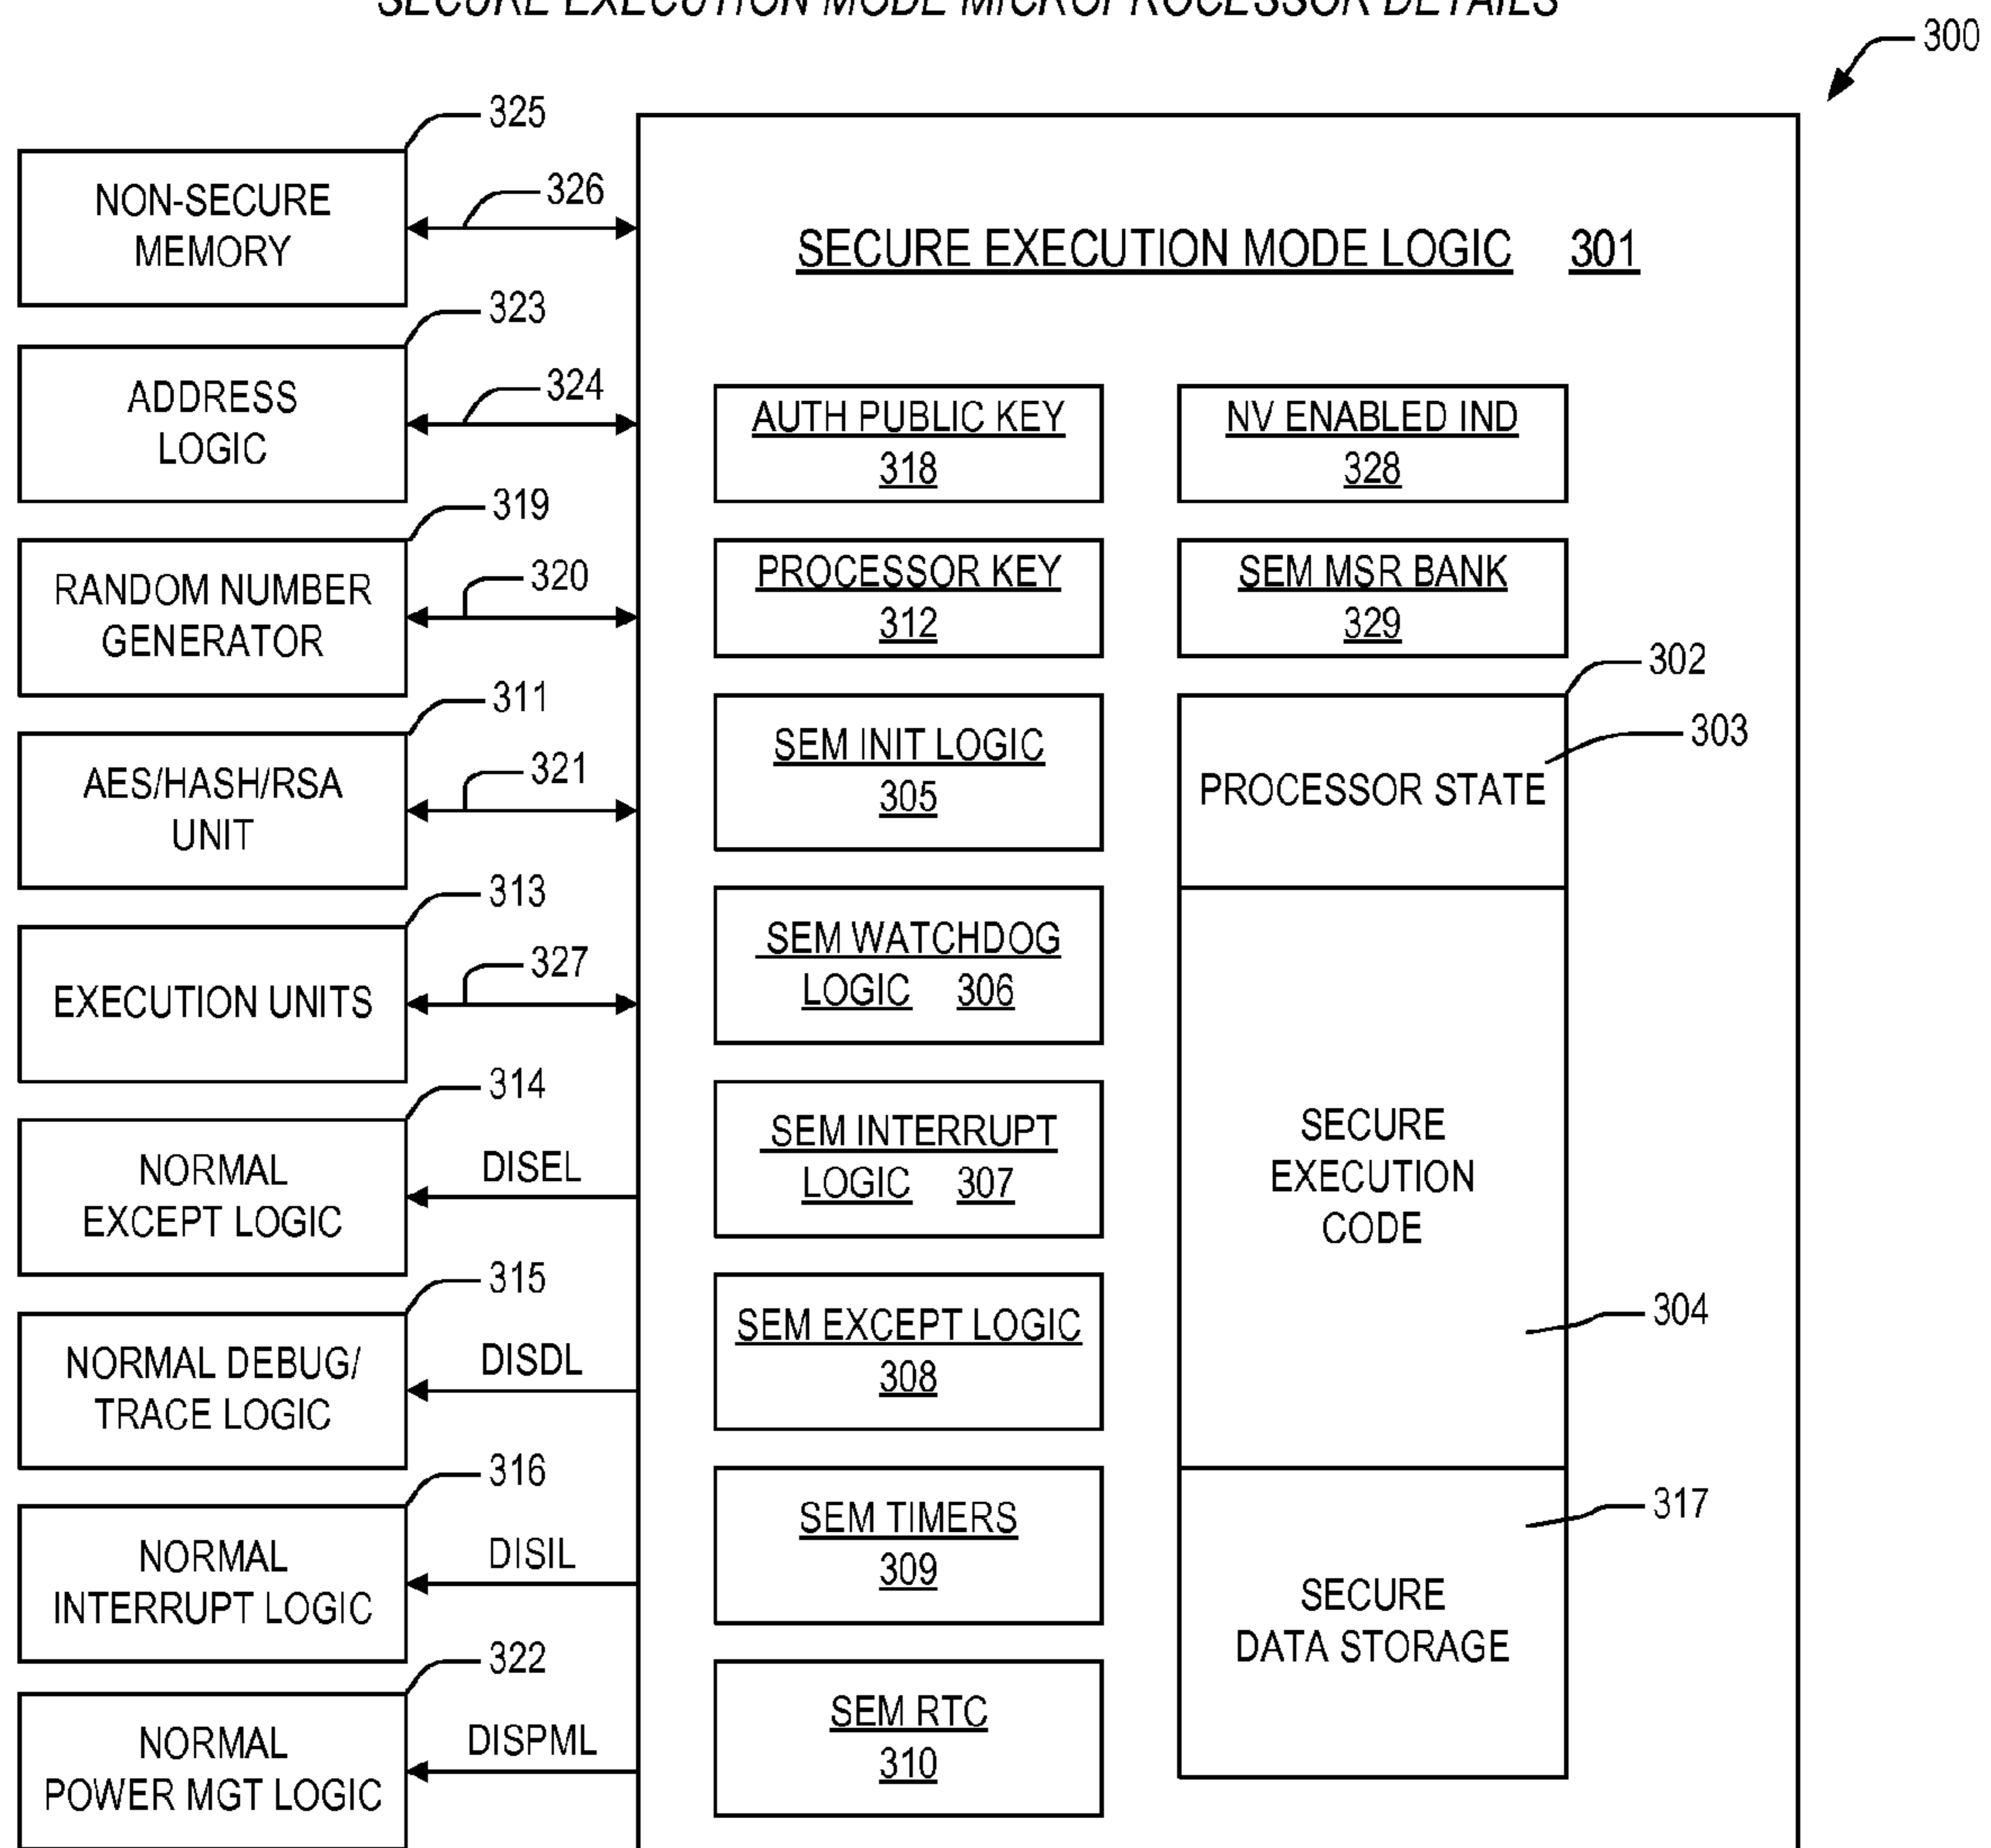 SECURE EXECUTION MODE MICROPROCESSOR DETAILS
300
325
NON-SECURE
MEMORY
326
323
ADDRESS
LOGIC
324
319
RANDOM NUMBER
GENERATOR
320
311
AES/HASH/RSA
UNIT
321
313
EXECUTION UNITS
327
314
NORMAL
EXCEPT LOGIC
DISEL
315
NORMAL DEBUG/
TRACE LOGIC
DISDL
316
NORMAL
INTERRUPT LOGIC
DISIL
322
NORMAL
POWER MGT LOGIC
DISPML
SECURE EXECUTION MODE LOGIC 301
AUTH PUBLIC KEY
318
PROCESSOR KEY
312
SEM INIT LOGIC
305
SEM WATCHDOG
LOGIC 306
SEM INTERRUPT
LOGIC 307
SEM EXCEPT LOGIC
308
SEM TIMERS
309
SEM RTC
310
NV ENABLED IND
328
SEM MSR BANK
329
302
303
PROCESSOR STATE
SECURE
EXECUTION
CODE
304
317
SECURE
DATA STORAGE